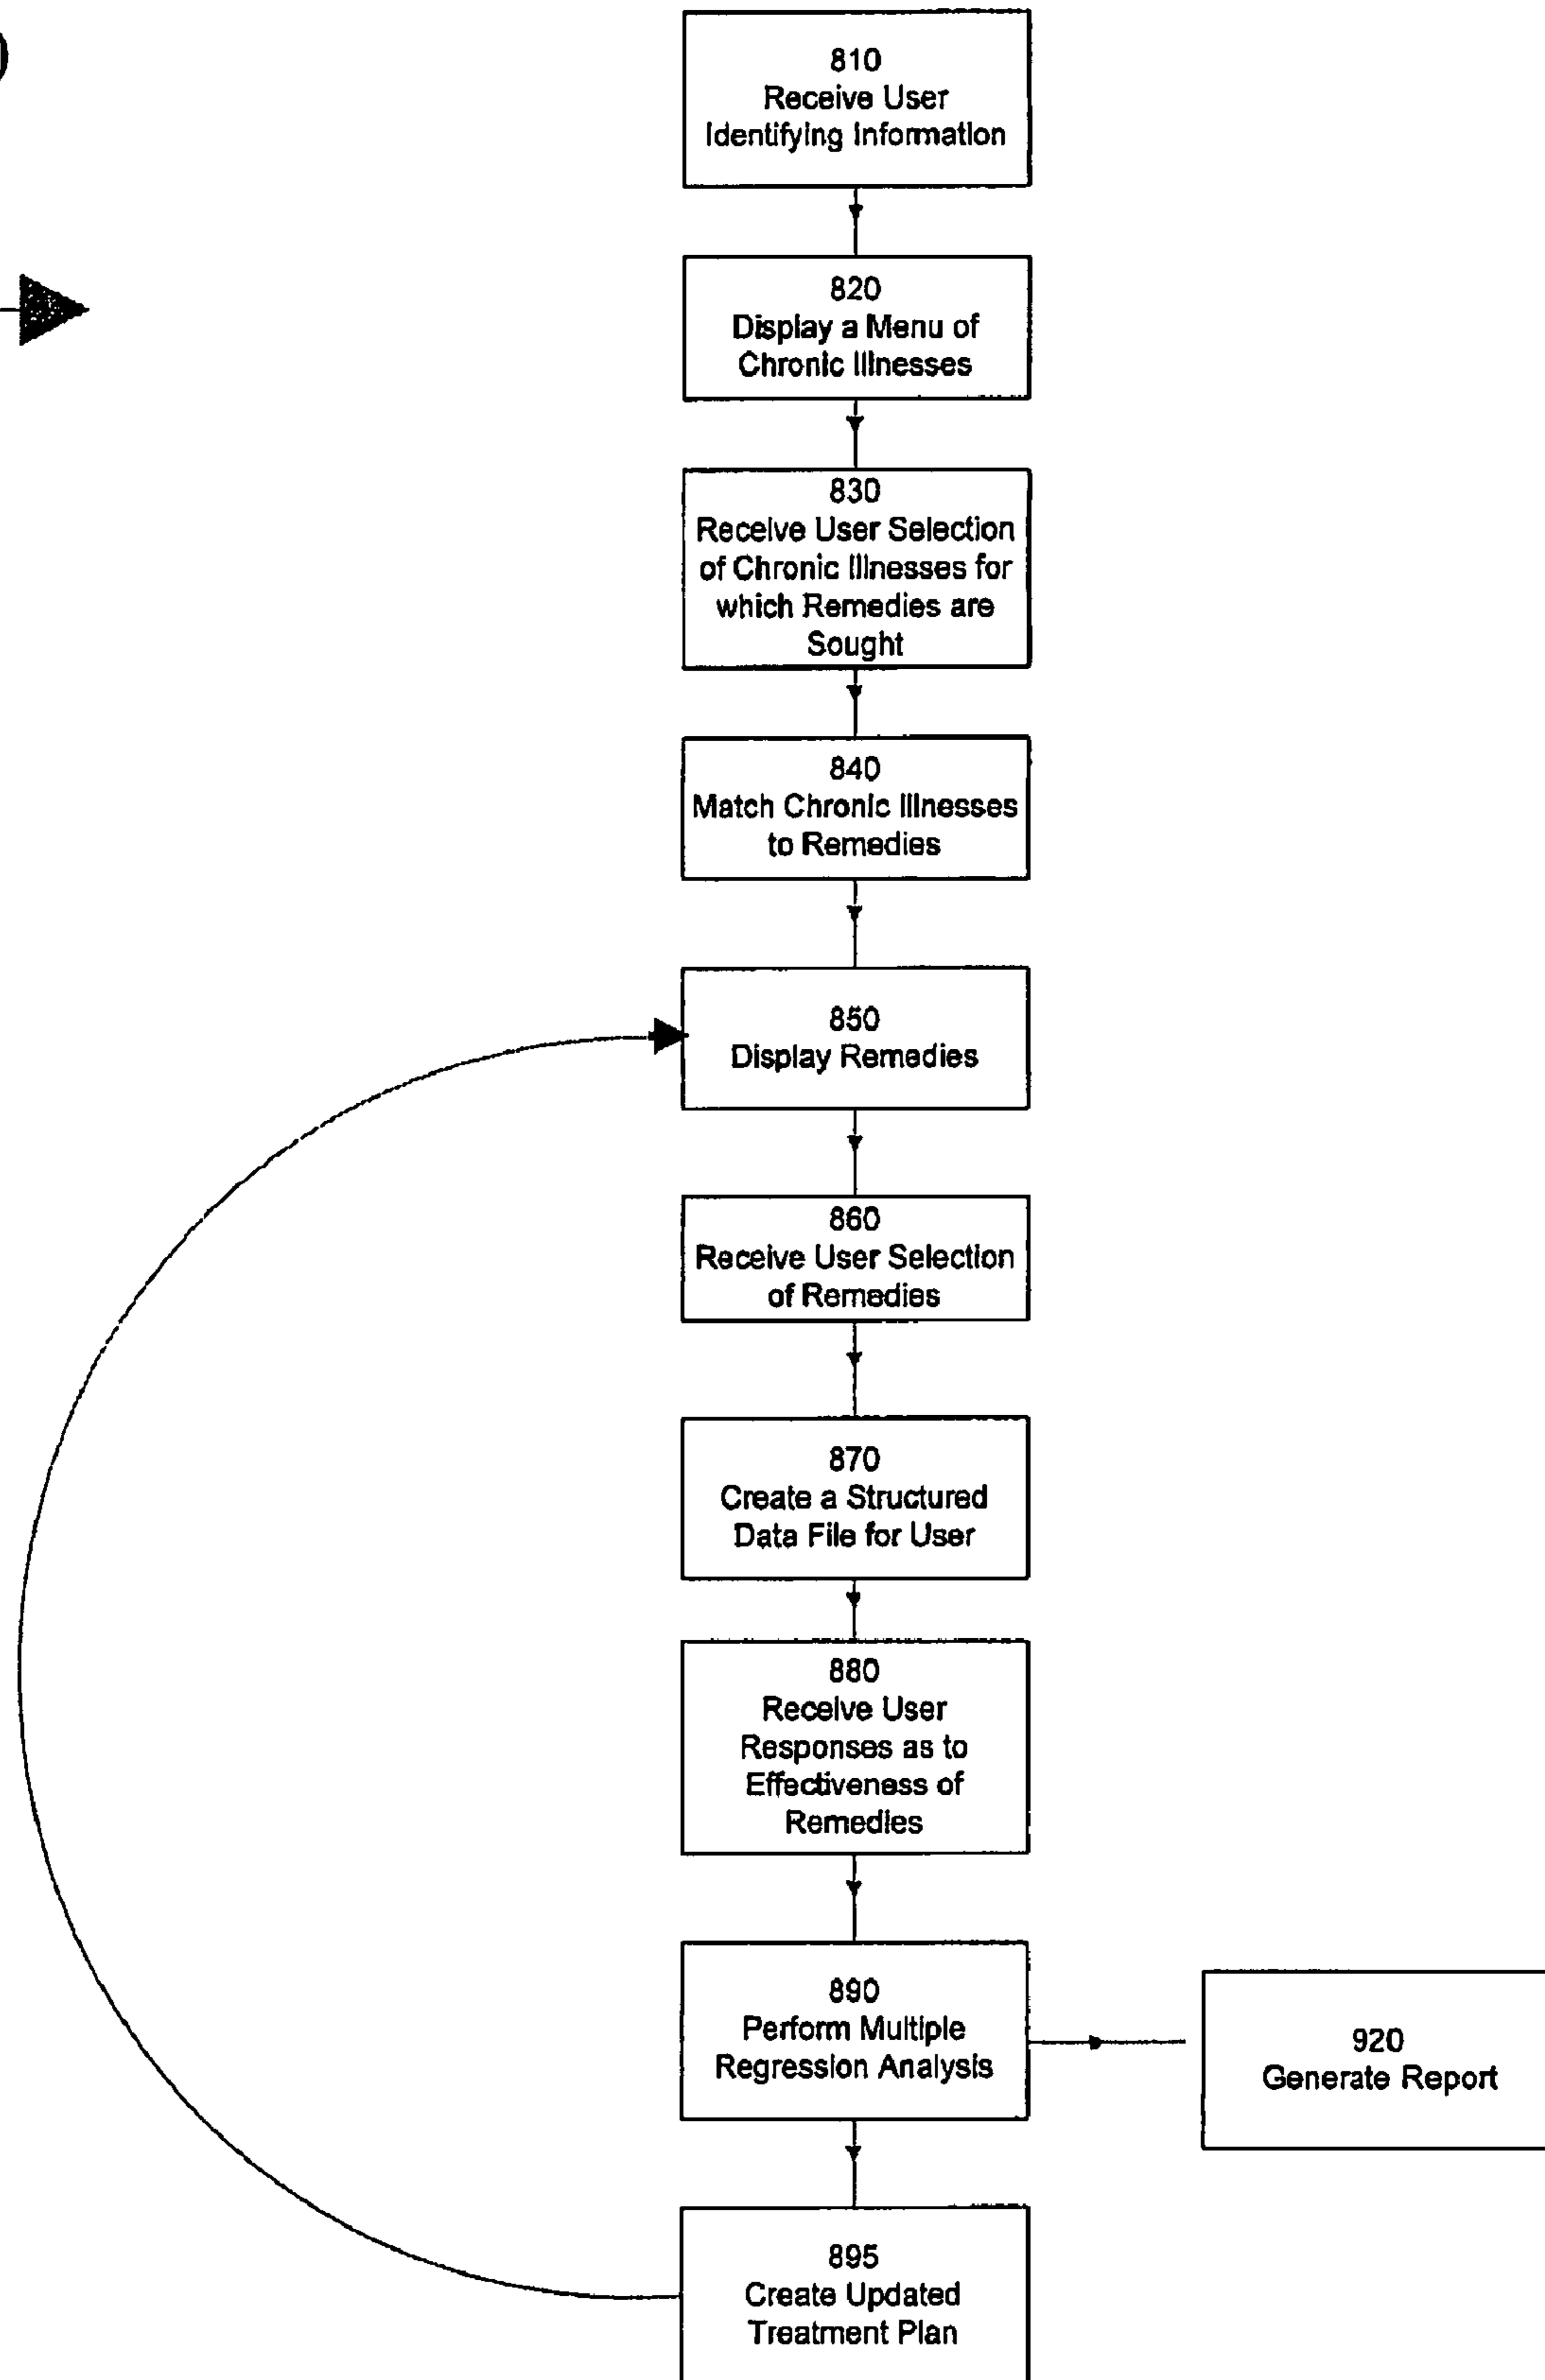 810
Receive User
Identifying Information
820
Display a Menu of
Chronic Illnesses
830
Receive User Selection
of Chronic Illnesses for
which Remedies are
Sought
840
Match Chronic Illnesses
to Remedies
850
Display Remedies
860
Receive User Selection
of Remedies
870
Create a Structured
Data File for User
880
Receive User
Responses as to
Effectiveness of
Remedies
890
Perform Multiple
Regression Analysis
920
Generate Report
895
Create Updated
Treatment Plan